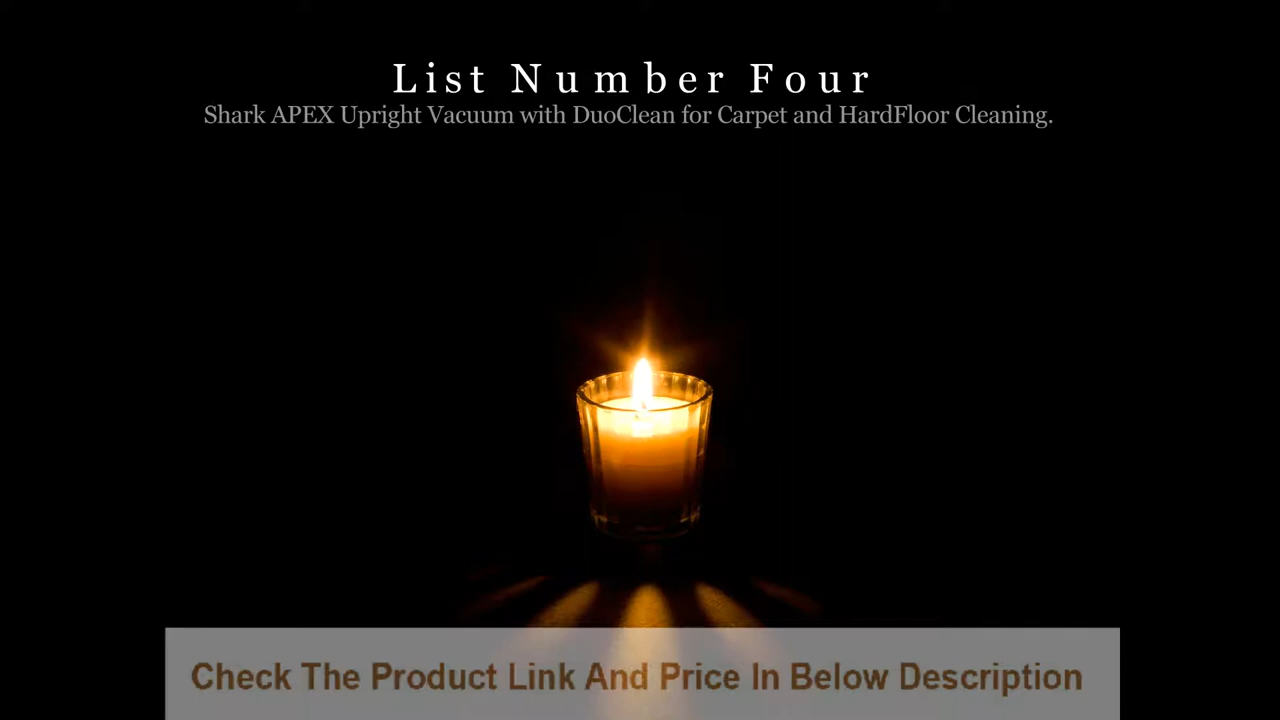 List Number Four
Shark APEX Upright Vacuum with DuoClean for Carpet and HardFloor Cleaning.
Check The Product Link And Price In Below Description